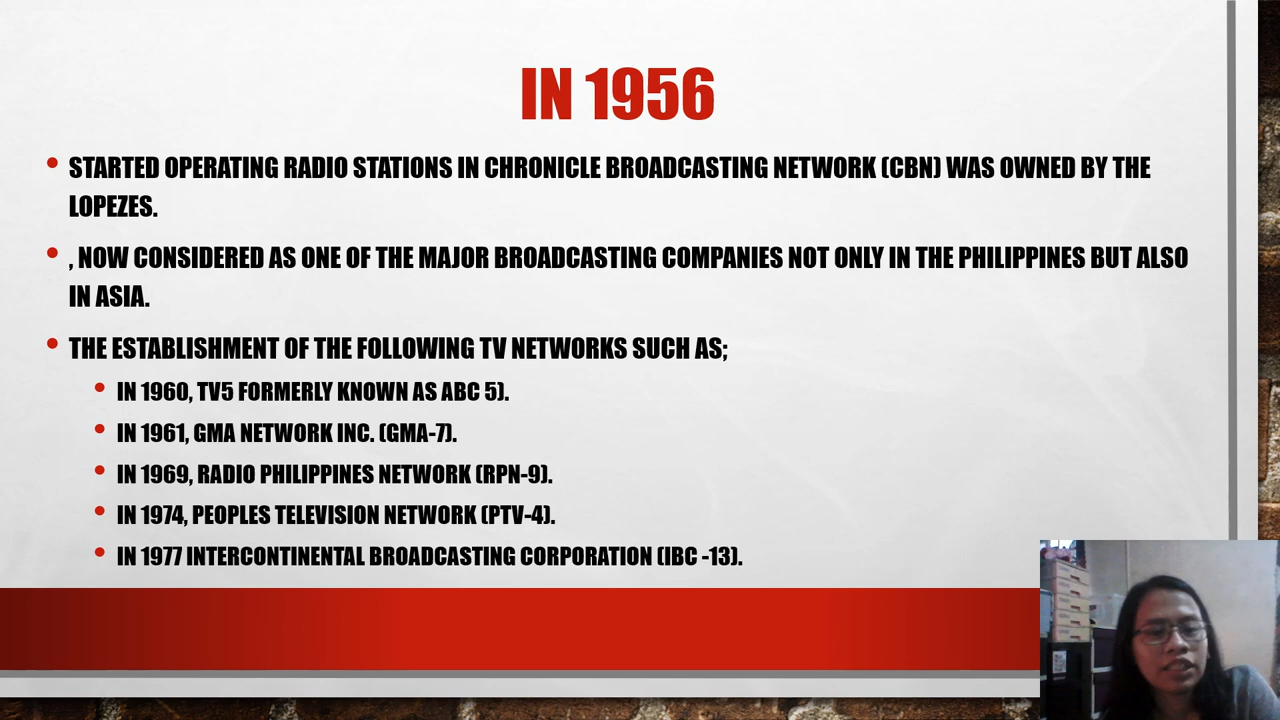 IN 1956
• STARTED OPERATING RADIO STATIONS IN CHRONICLE BROADCASTING NETWORK (CBN) WAS OWNED BY THE
LOPEZES.
• , NOW CONSIDERED AS ONE OF THE MAJOR BROADCASTING COMPANIES NOT ONLY IN THE PHILIPPINES BUT ALSO
IN ASIA.
• THE ESTABLISHMENT OF THE FOLLOWING TV NETWORKS SUCH AS;
• IN 1960, TV5 FORMERLY KNOWN AS ABC 5).
• IN 1961, GMA NETWORK INC. (GMA-7).
• IN 1969, RADIO PHILIPPINES NETWORK (RPN-9).
• IN 1974, PEOPLES TELEVISION NETWORK (PTV-4).
• IN 1977 INTERCONTINENTAL BROADCASTING CORPORATION (IBC -13).